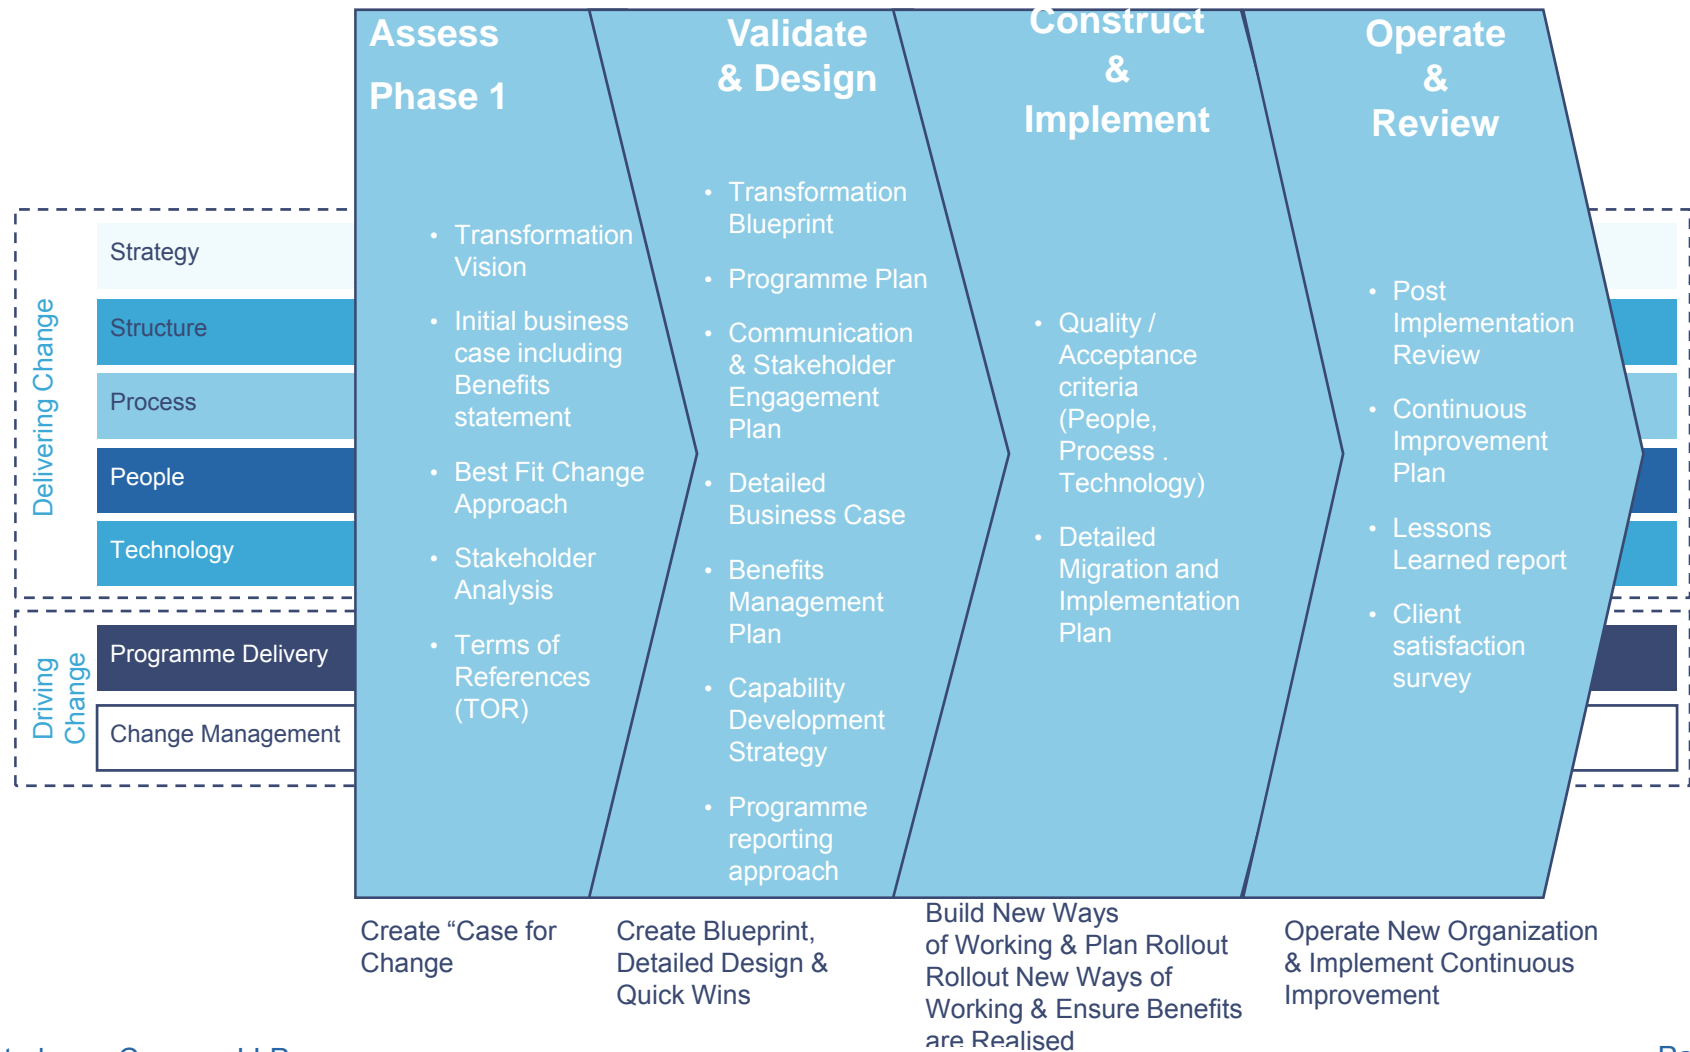 Assess
Phase 1
Validate
& Design
Construct
&
Implement
Operate
&
Review
Delivering Change
Strategy
Structure
Process
People
Technology
Driving
Change
Programme Delivery
Change Management
• Transformation
Vision
• Initial business
case including
Benefits
statement
• Best Fit Change
Approach
• Stakeholder
Analysis
• Terms of
References
(TOR)
• Transformation
Blueprint
• Programme Plan
• Communication
& Stakeholder
Engagement
Plan
• Detailed
Business Case
• Benefits
Management
Plan
• Capability
Development
Strategy
• Programme
reporting
approach
• Quality /
Acceptance
criteria
(People,
Process .
Technology)
• Detailed
Migration and
Implementation
Plan
• Post
Implementation
Review
• Continuous
Improvement
Plan
• Lessons
Learned report
• Client
satisfaction
survey
Create “Case for
Change
Create Blueprint,
Detailed Design &
Quick Wins
Build New Ways
of Working & Plan Rollout
Rollout New Ways of
Working & Ensure Benefits
are Realised
Operate New Organization
& Implement Continuous
Improvement